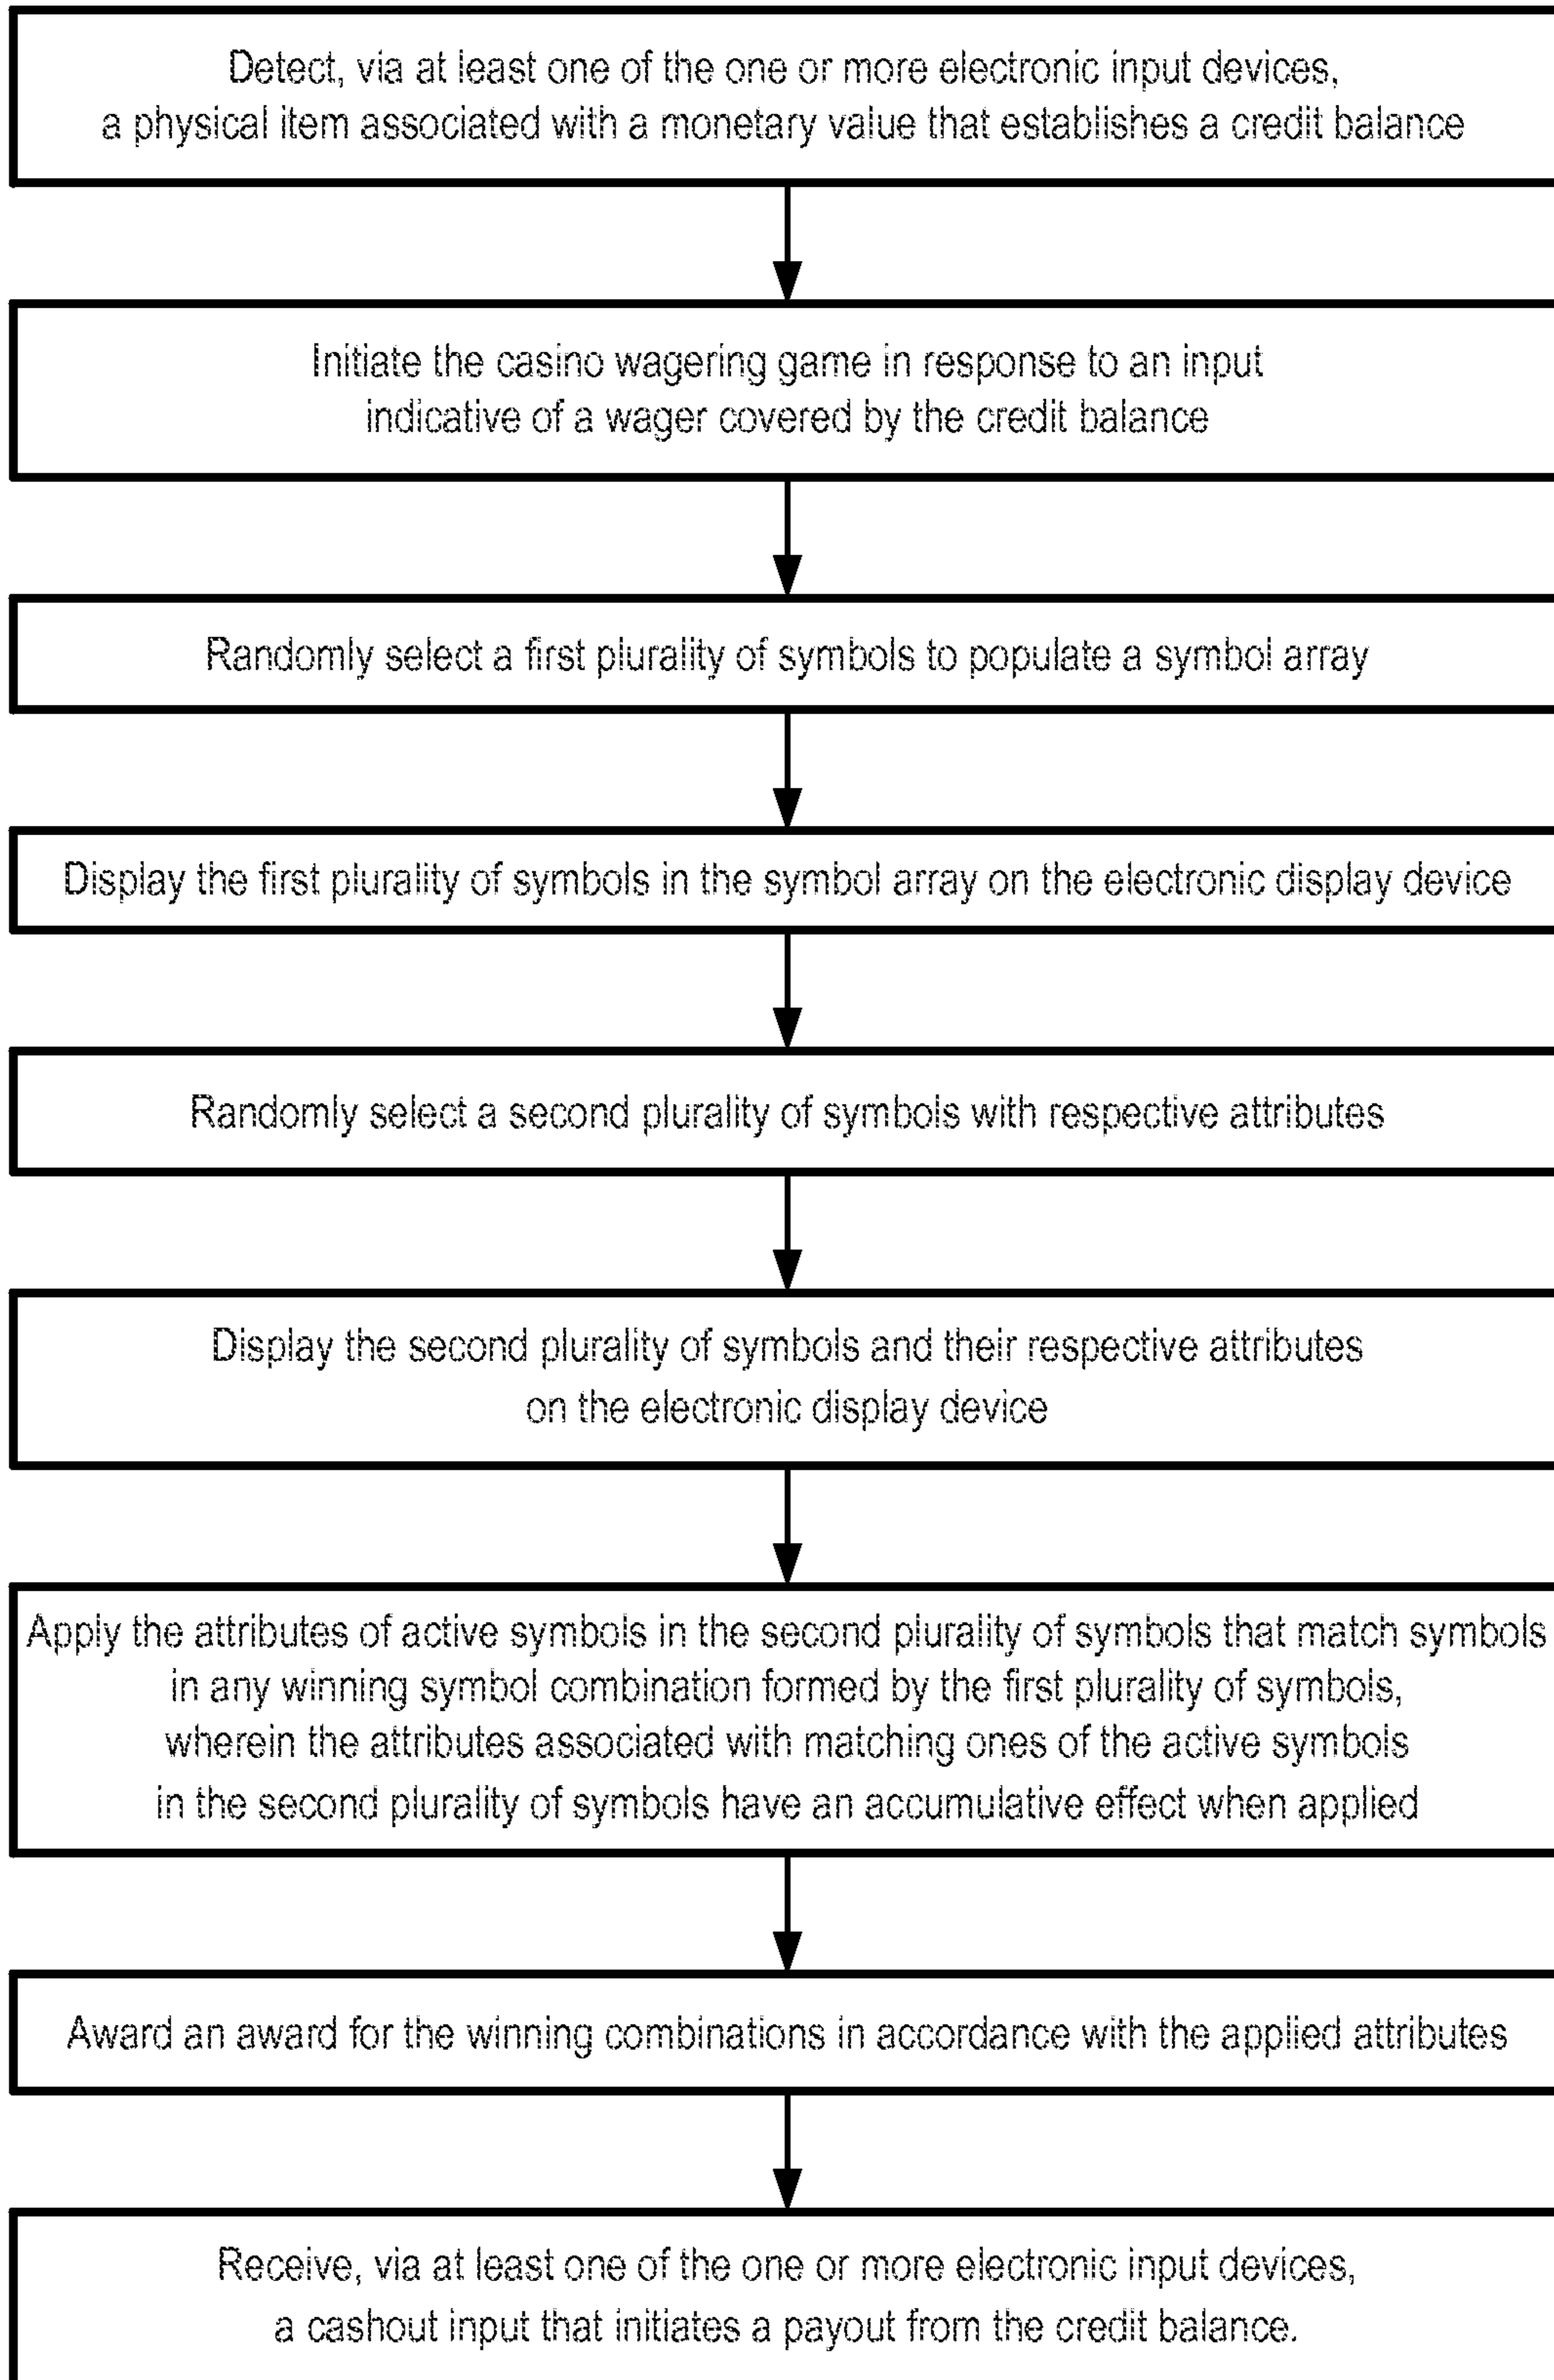 Detect, via at least one of the one or more electronic input devices,
a physical item associated with a monetary value that establishes a credit balance
Initiate the casino wagering game in response to an input
indicative of a wager covered by the credit balance
Randomly select a first plurality of symbols to populate a symbol array
Display the first plurality of symbols in the symbol array on the electronic display device
Randomly select a second plurality of symbols with respective attributes
Display the second plurality of symbols and their respective attributes
on the electronic display device
Apply the attributes of active symbols in the second plurality of symbols that match symbols
in any winning symbol combination formed by the first plurality of symbols,
wherein the attributes associated with matching ones of the active symbols
in the second plurality of symbols have an accumulative effect when applied
Award an award for the winning combinations in accordance with the applied attributes
Receive, via at least one of the one or more electronic input devices,
a cashout input that initiates a payout from the credit balance.